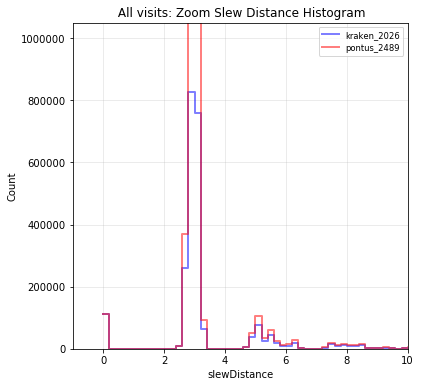 All visits: Zoom Slew Distance Histogram
kraken_2026
pontus_2489
1000000
800000
600000
400000
200000
0
Count
0 2 4 6 8 10
slewDistance